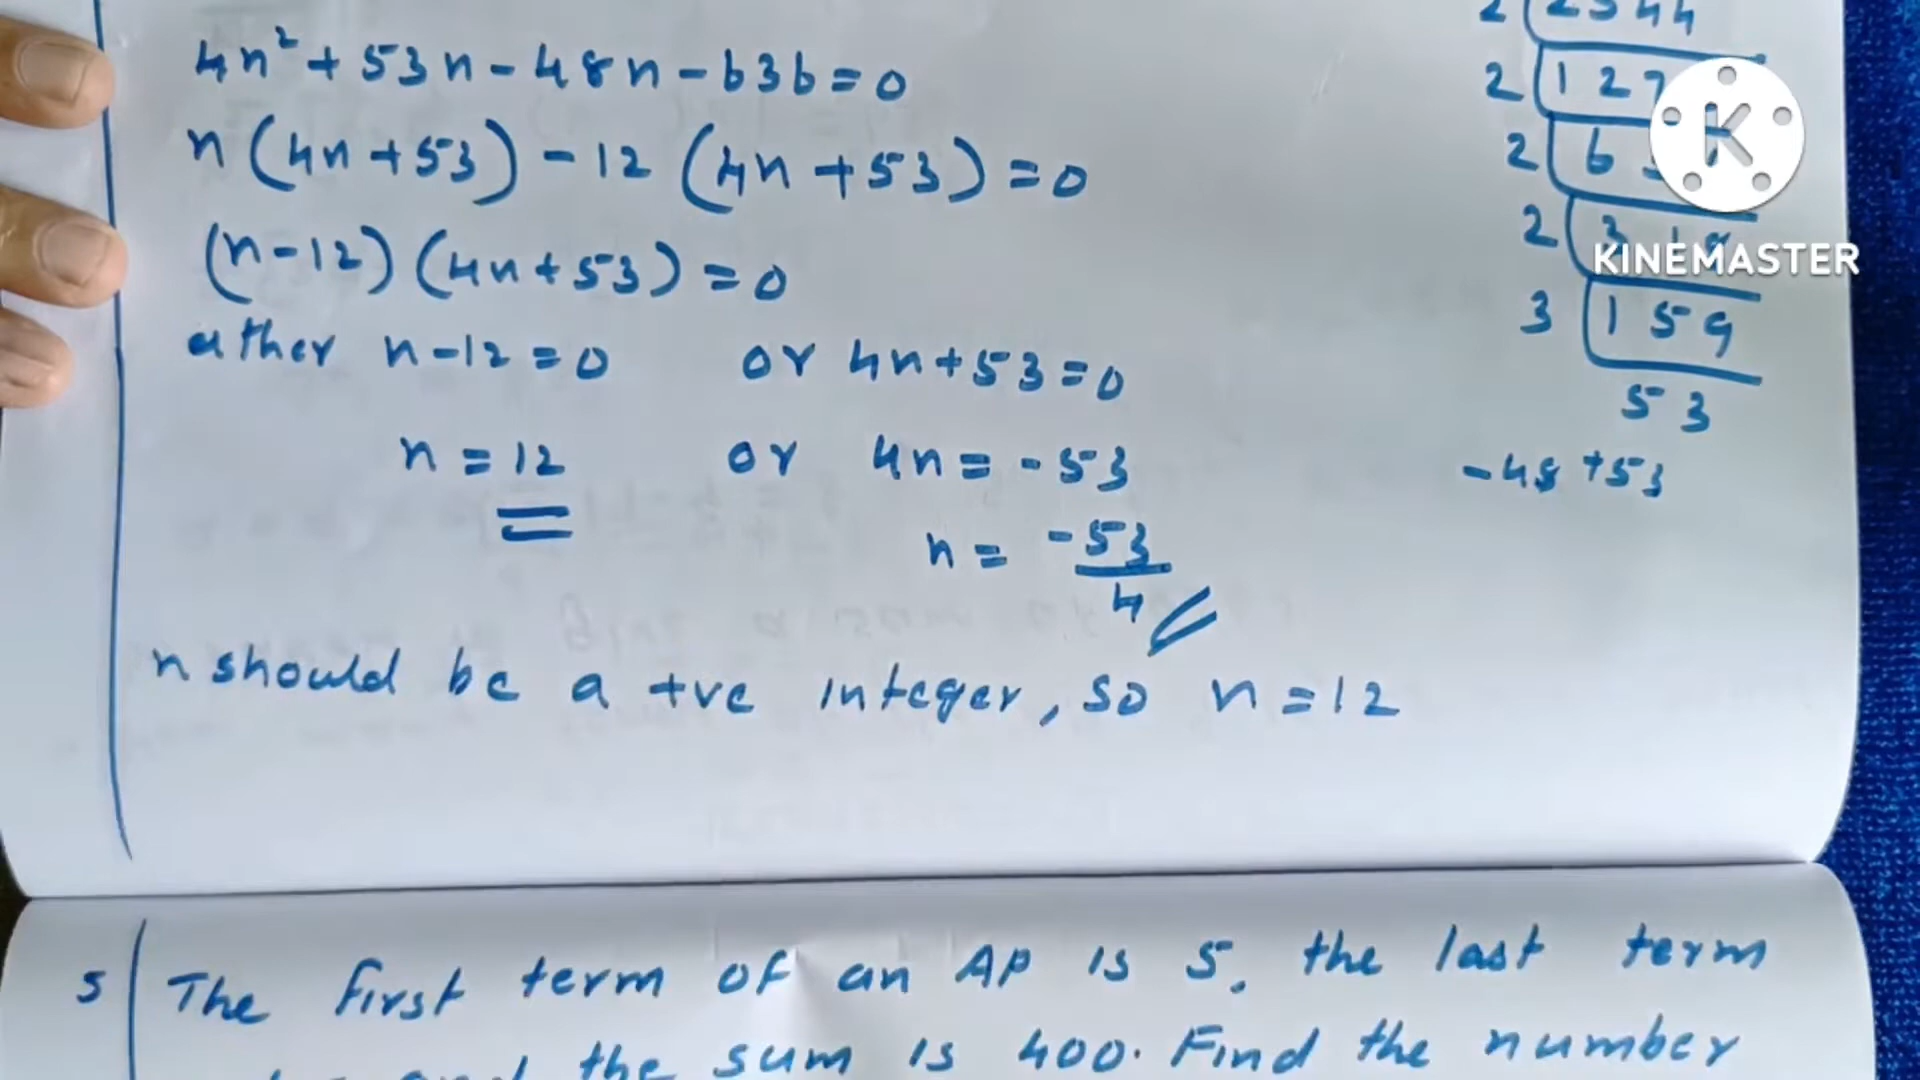 4n² + 53n - 48n - 636 = 0
n(4n + 53) - 12(4n + 53) = 0
(n - 12)(4n + 53) = 0
either n - 12 = 0 or 4n + 53 = 0
n = 12 or 4n = -53
n = -53/4
n should be a +ve integer, so n = 12
2 2544
2 127
2 6
2 318
3 159
53
-48 +53
K
KINEMASTER
5 The first term of an AP is 5, the last term
and the sum is 400. Find the number